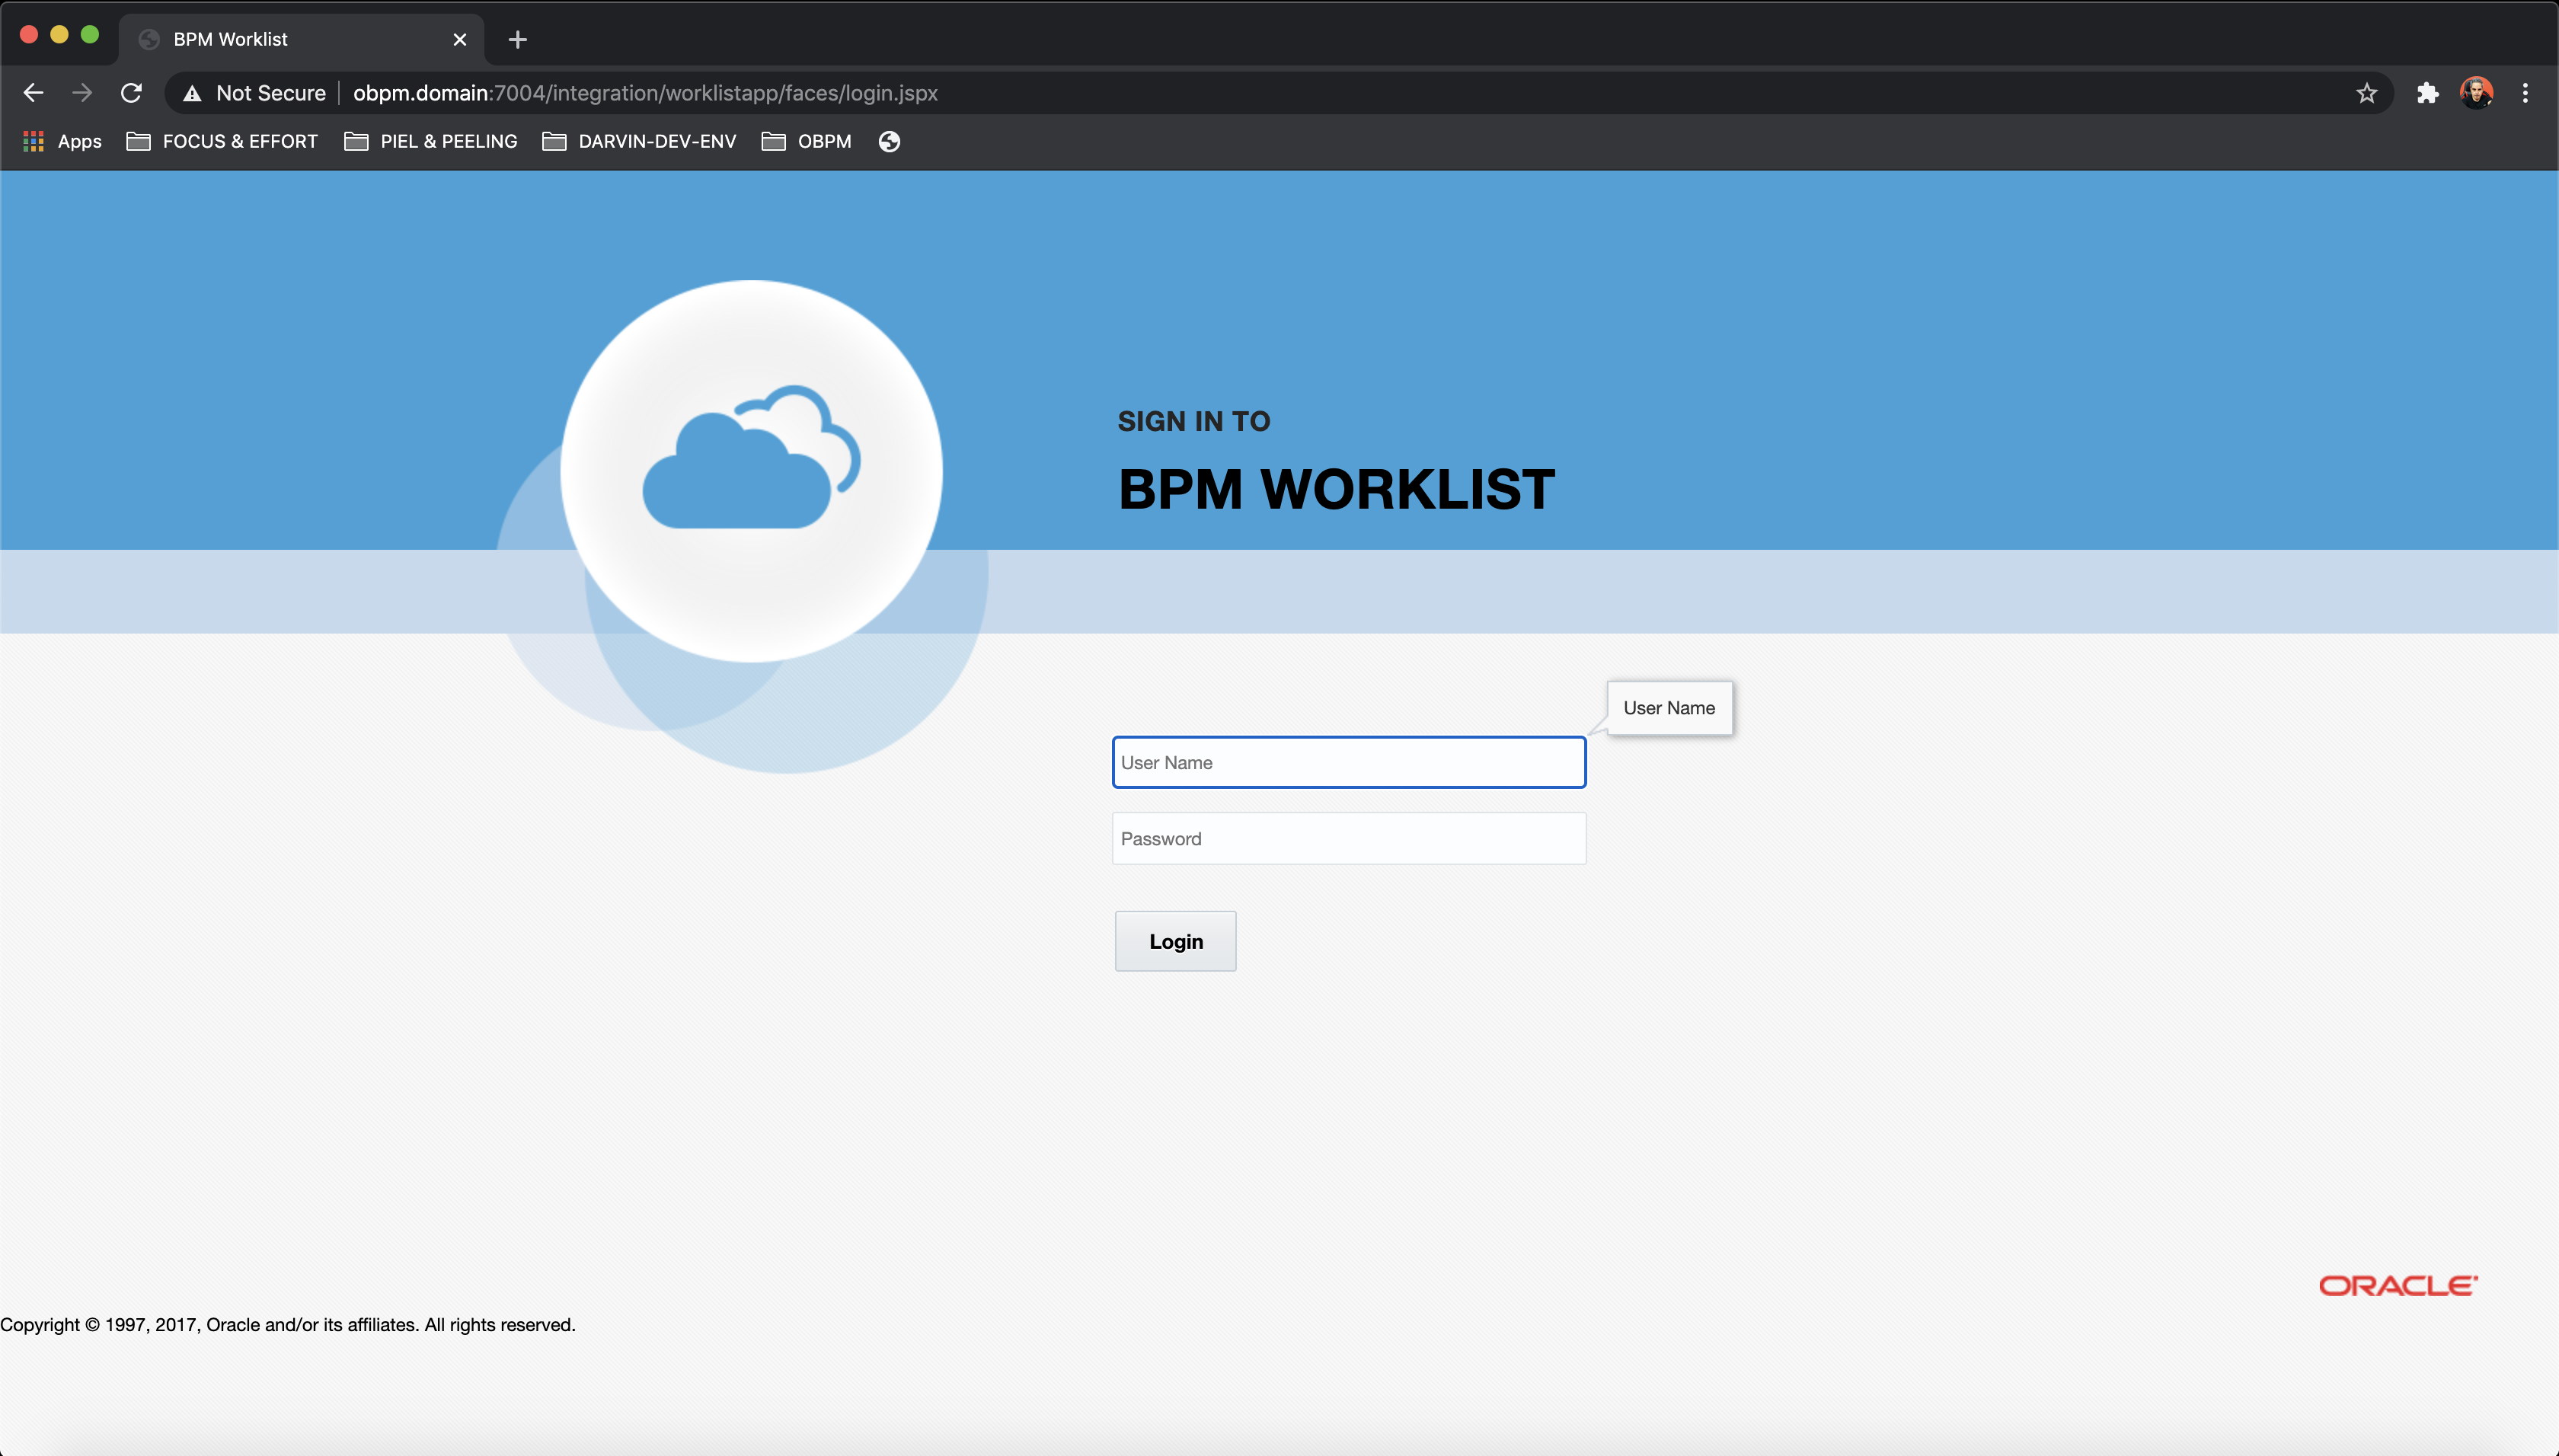 BPM Worklist
Not Secure obpm.domain:7004/integration/worklistapp/faces/login.jspx
Apps FOCUS & EFFORT PIEL & PEELING DARVIN-DEV-ENV OBPM
SIGN IN TO
BPM WORKLIST
User Name
User Name
Password
Login
ORACLE
Copyright © 1997, 2017, Oracle and/or its affiliates. All rights reserved.